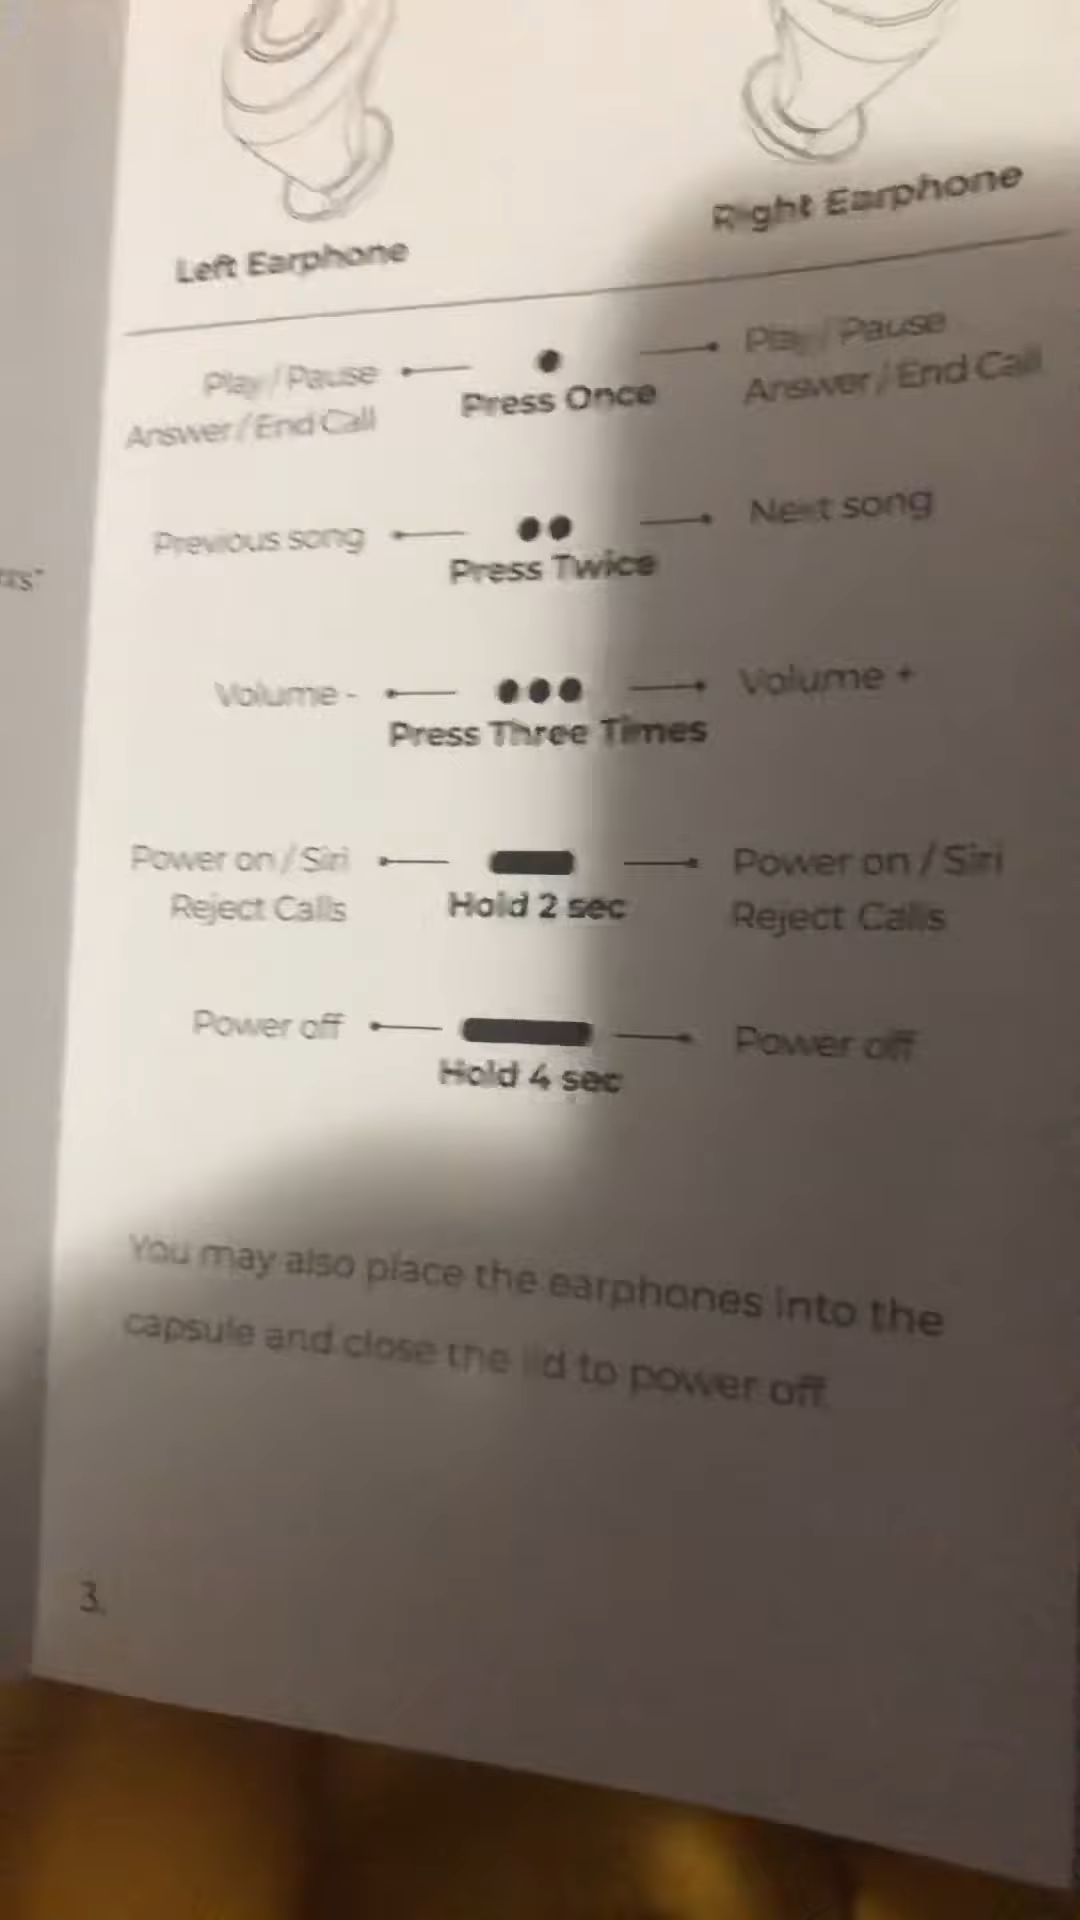 Left Earphone
Right Earphone
Play / Pause
Answer / End Call
Press Once
Play / Pause
Answer / End Call
Previous song
Press Twice
Next song
Volume -
Press Three Times
Volume +
Power on / Siri
Reject Calls
Hold 2 sec
Power on / Siri
Reject Calls
Power off
Hold 4 sec
Power off
You may also place the earphones into the
capsule and close the lid to power off.
3.